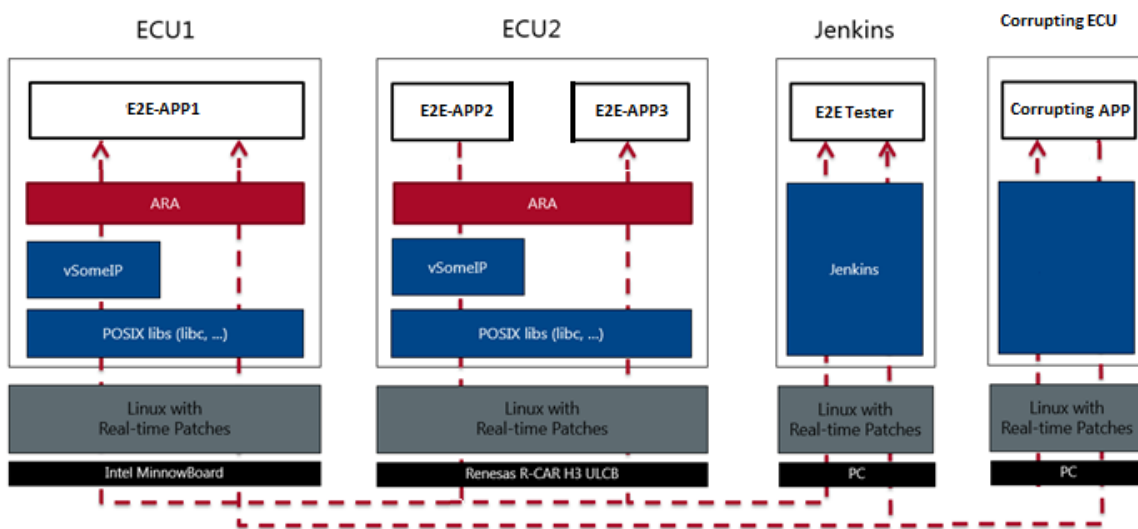 ECU1
ECU2
Jenkins
Corrupting ECU
E2E-APP1
E2E-APP2
E2E-APP3
E2E Tester
Corrupting APP
ARA
ARA
vSomeIP
vSomeIP
Jenkins
POSIX libs (libc, ...)
POSIX libs (libc, ...)
Linux with
Real-time Patches
Linux with
Real-time Patches
Linux with
Real-time Patches
Linux with
Real-time Patches
Intel MinnowBoard
Renesas R-CAR H3 ULCB
PC
PC